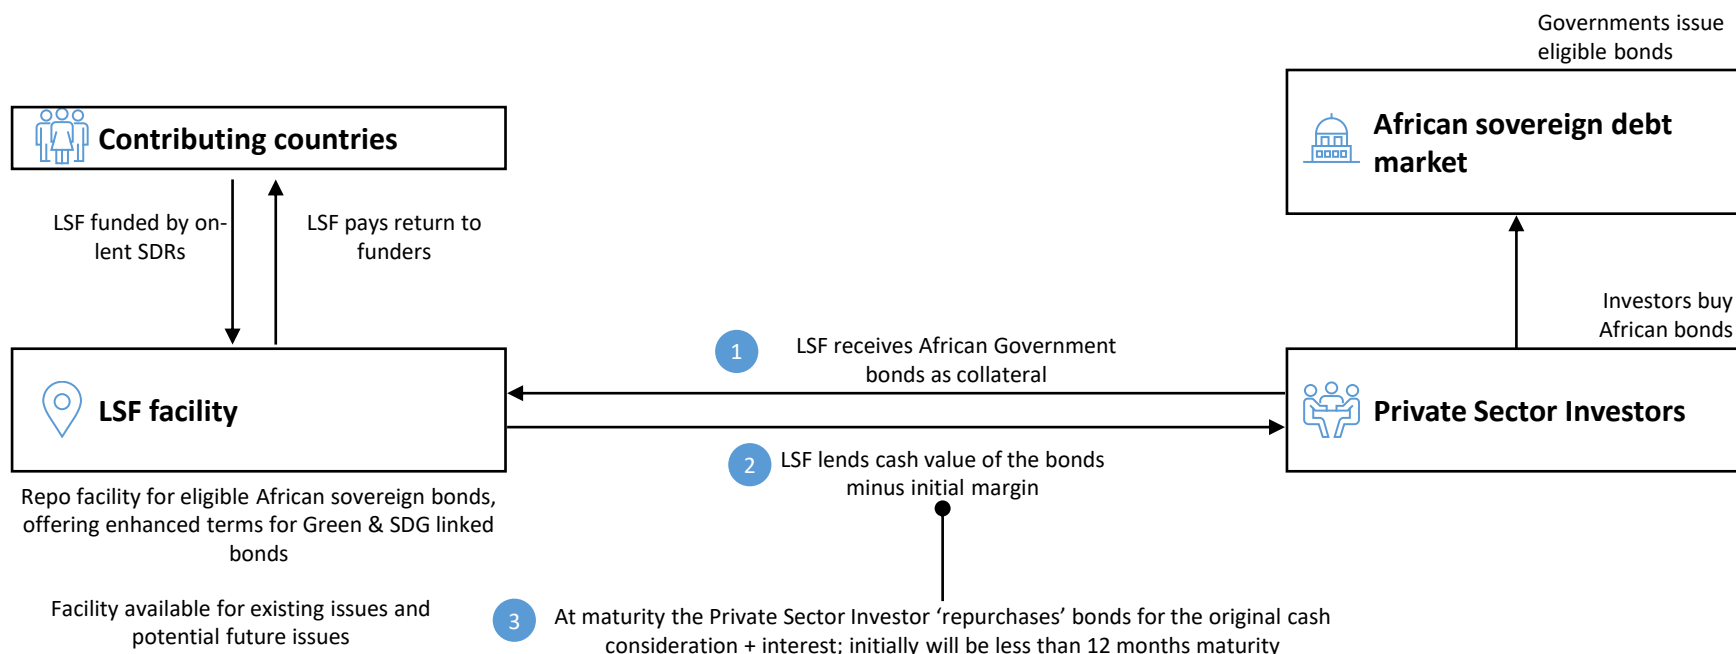 Governments issue
eligible bonds
Contributing countries
African sovereign debt
market
LSF funded by on-
lent SDRs
LSF pays return to
funders
Investors buy
African bonds
1
LSF receives African Government
bonds as collateral
LSF facility
Private Sector Investors
2
LSF lends cash value of the bonds
minus initial margin
Repo facility for eligible African sovereign bonds,
offering enhanced terms for Green & SDG linked
bonds
Facility available for existing issues and
potential future issues
3
At maturity the Private Sector Investor ‘repurchases’ bonds for the original cash
consideration + interest; initially will be less than 12 months maturity